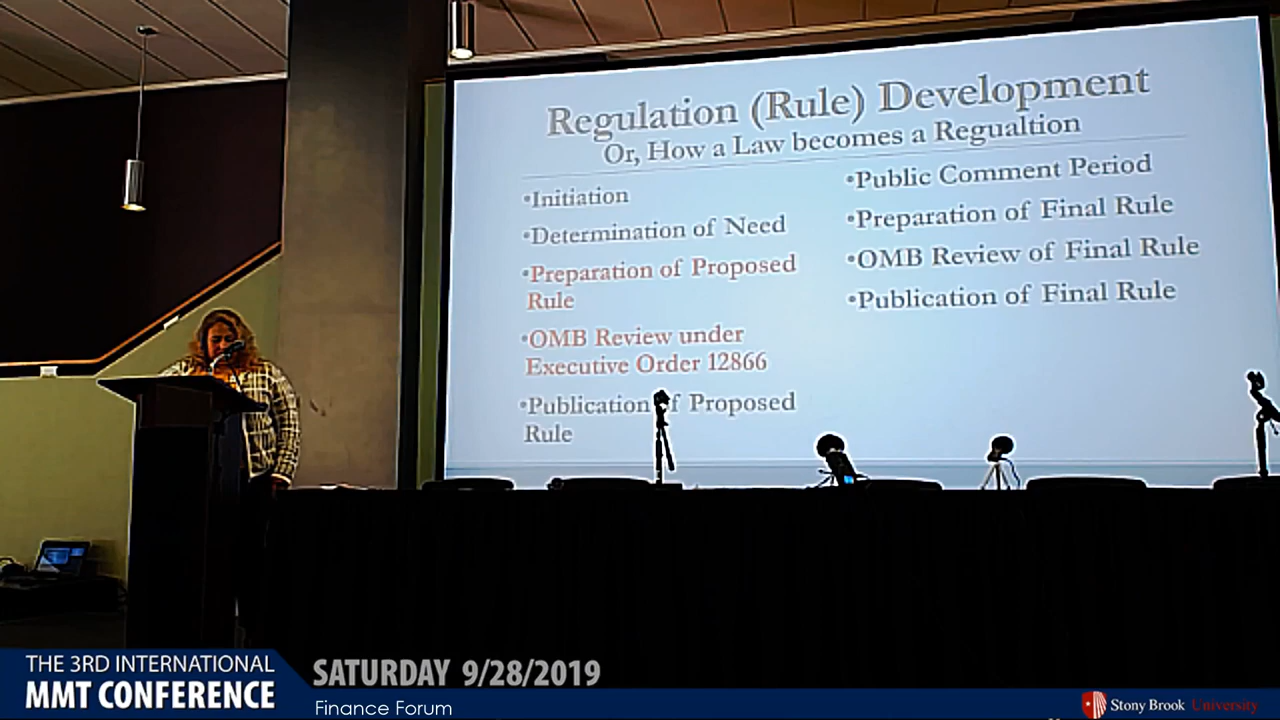 Regulation (Rule) Development
Or, How a Law becomes a Regualtion
•Initiation
•Determination of Need
•Preparation of Proposed
Rule
•OMB Review under
Executive Order 12866
•Publication of Proposed
Rule
•Public Comment Period
•Preparation of Final Rule
•OMB Review of Final Rule
•Publication of Final Rule
THE 3RD INTERNATIONAL
MMT CONFERENCE
SATURDAY 9/28/2019
Finance Forum
Stony Brook University